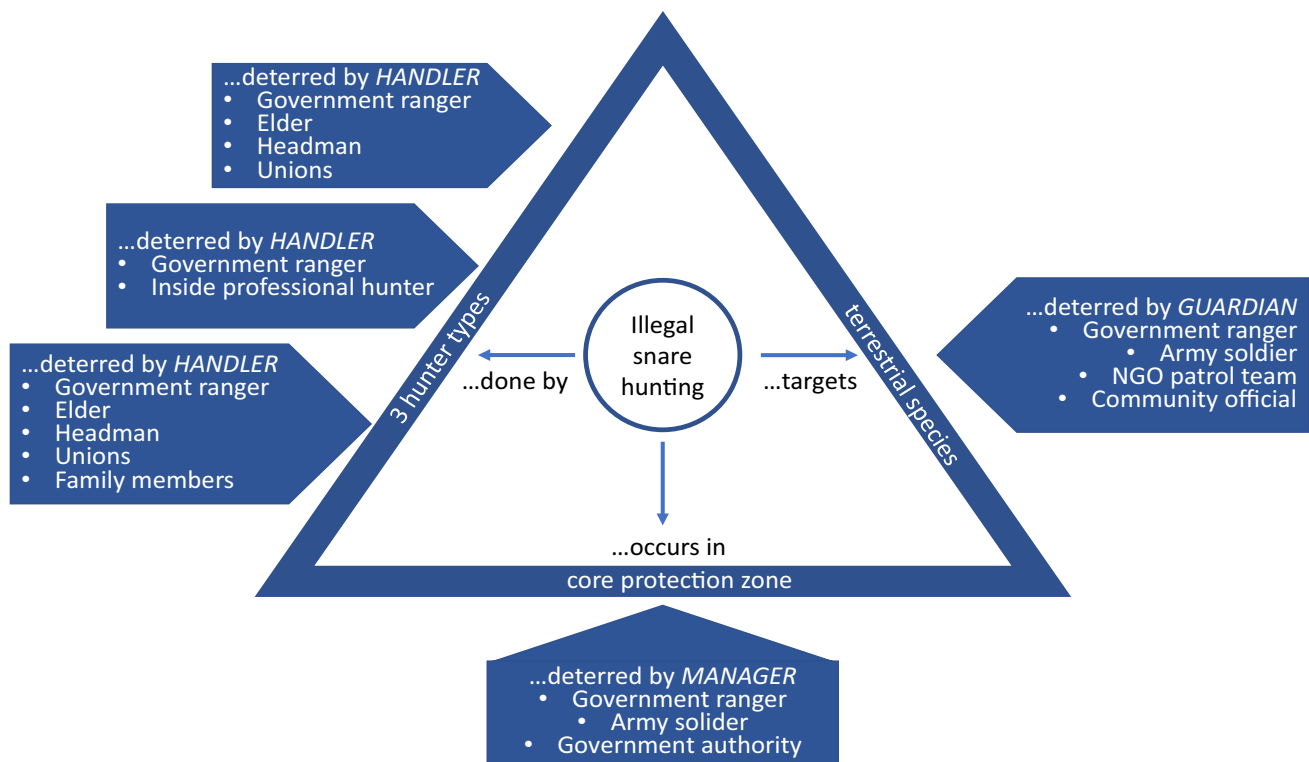 ...deterred by HANDLER
• Government ranger
• Elder
• Headman
• Unions
...deterred by HANDLER
• Government ranger
• Inside professional hunter
...deterred by HANDLER
• Government ranger
• Elder
• Headman
• Unions
• Family members
3 hunter types
...done by
Illegal
snare
hunting
...targets
terrestrial species
...deterred by GUARDIAN
• Government ranger
• Army soldier
• NGO patrol team
• Community official
...occurs in
core protection zone
...deterred by MANAGER
• Government ranger
• Army solider
• Government authority